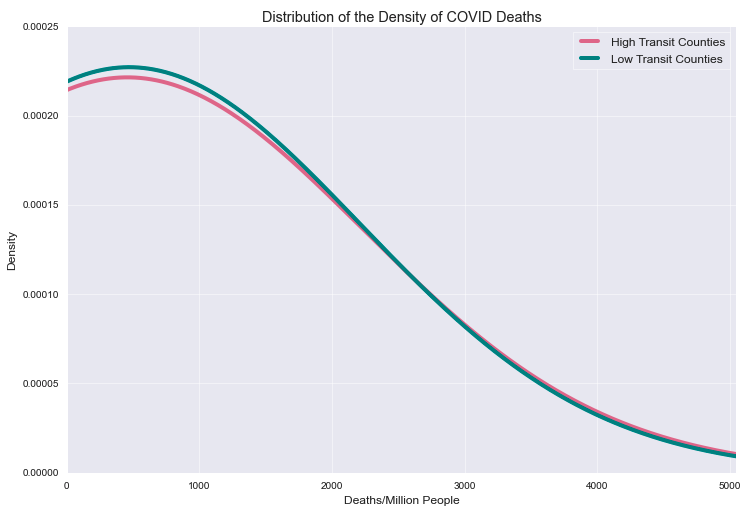 Distribution of the Density of COVID Deaths
High Transit Counties
Low Transit Counties
0.00025
0.00020
0.00015
0.00010
0.00005
0.00000
Density
0 1000 2000 3000 4000 5000
Deaths/Million People